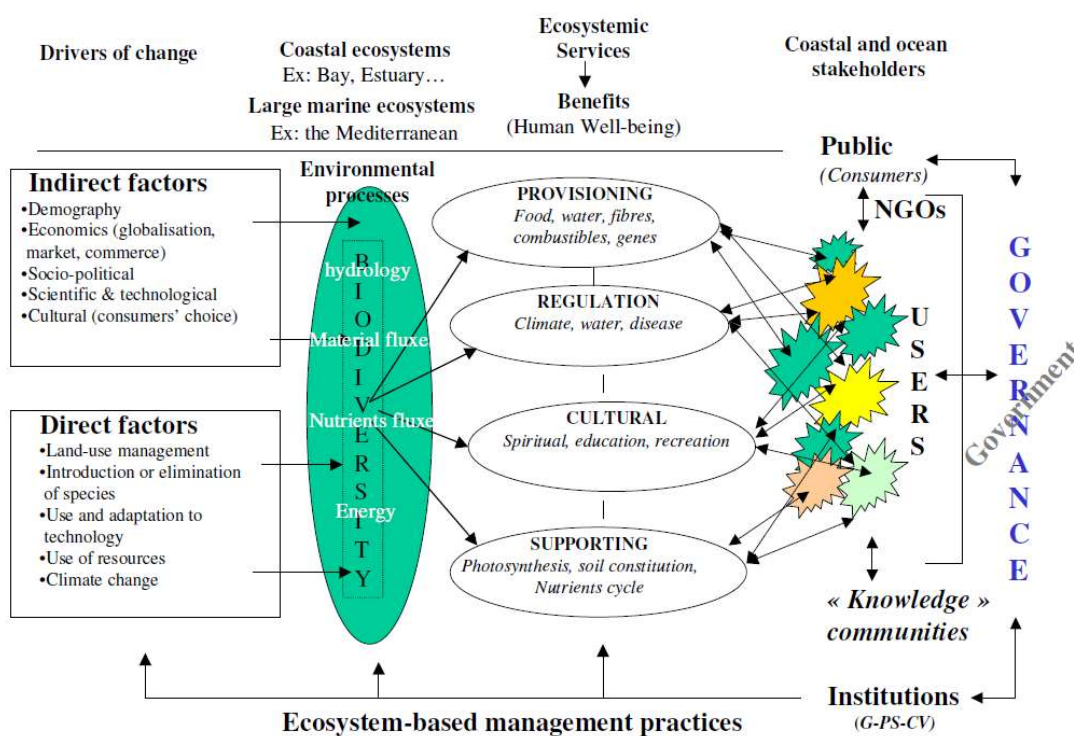 Drivers of change
Coastal ecosystems
Ex: Bay, Estuary…
Large marine ecosystems
Ex: the Mediterranean
Ecosystemic
Services
Benefits
(Human Well-being)
Coastal and ocean
stakeholders
Indirect factors
•Demography
•Economics (globalisation,
market, commerce)
•Socio-political
•Scientific & technological
•Cultural (consumers’ choice)
Direct factors
•Land-use management
•Introduction or elimination
of species
•Use and adaptation to
technology
•Use of resources
•Climate change
Environmental
processes
BIODIVERSITY
hydrology
Material fluxe
Nutrients fluxe
Energy
PROVISIONING
Food, water, fibres,
combustibles, genes
REGULATION
Climate, water, disease
CULTURAL
Spiritual, education, recreation
SUPPORTING
Photosynthesis, soil constitution,
Nutrients cycle
Public
(Consumers)
NGOs
USERS
« Knowledge »
communities
Institutions
(G-PS-CV)
GOVERNANCE
Government
Ecosystem-based management practices